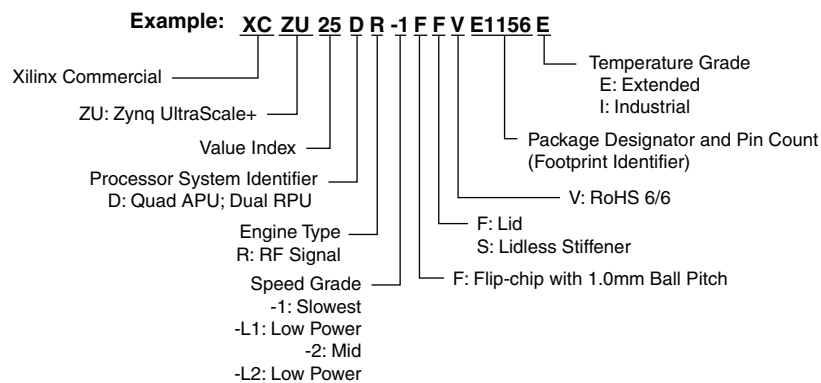 Example: XC ZU 25 D R -1 F F V E1156 E
Xilinx Commercial
ZU: Zynq UltraScale+
Value Index
Processor System Identifier
D: Quad APU; Dual RPU
Engine Type
R: RF Signal
Speed Grade
-1: Slowest
-L1: Low Power
-2: Mid
-L2: Low Power
Temperature Grade
E: Extended
I: Industrial
Package Designator and Pin Count
(Footprint Identifier)
V: RoHS 6/6
F: Lid
S: Lidless Stiffener
F: Flip-chip with 1.0mm Ball Pitch